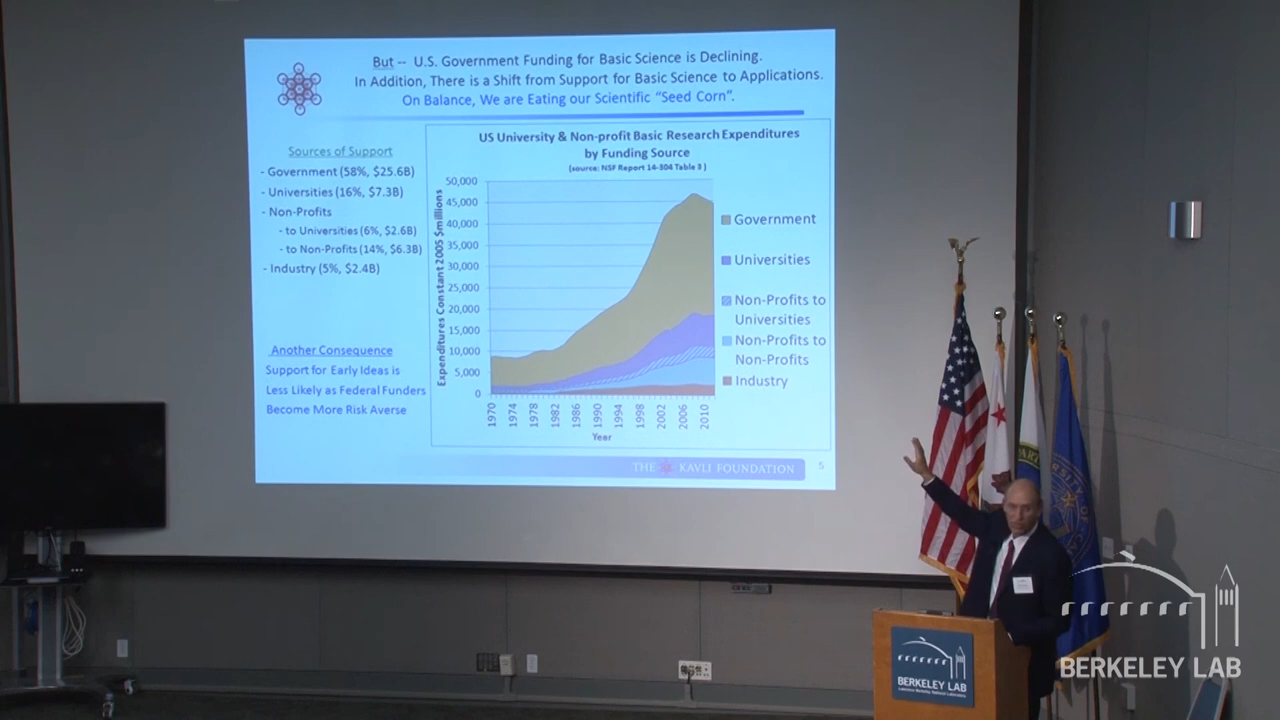 But -- U.S. Government Funding for Basic Science is Declining.
In Addition, There is a Shift from Support for Basic Science to Applications.
On Balance, We are Eating our Scientific “Seed Corn”.
Sources of Support
- Government (58%, $25.6B)
- Universities (16%, $7.3B)
- Non-Profits
- to Universities (6%, $2.6B)
- to Non-Profits (14%, $6.3B)
- Industry (5%, $2.4B)
Another Consequence
Support for Early Ideas is
Less Likely as Federal Funders
Become More Risk Averse
US University & Non-profit Basic Research Expenditures
by Funding Source
(source: NSF Report 14-304 Table 3 )
Expenditures Constant 2005 $millions
50,000
45,000
40,000
35,000
30,000
25,000
20,000
15,000
10,000
5,000
0
1970
1974
1978
1982
1986
1990
1994
1998
2002
2006
2010
Year
Government
Universities
Non-Profits to
Universities
Non-Profits to
Non-Profits
Industry
THE KAVLI FOUNDATION
5
BERKELEY LAB
Lawrence Berkeley National Laboratory
BERKELEY LAB